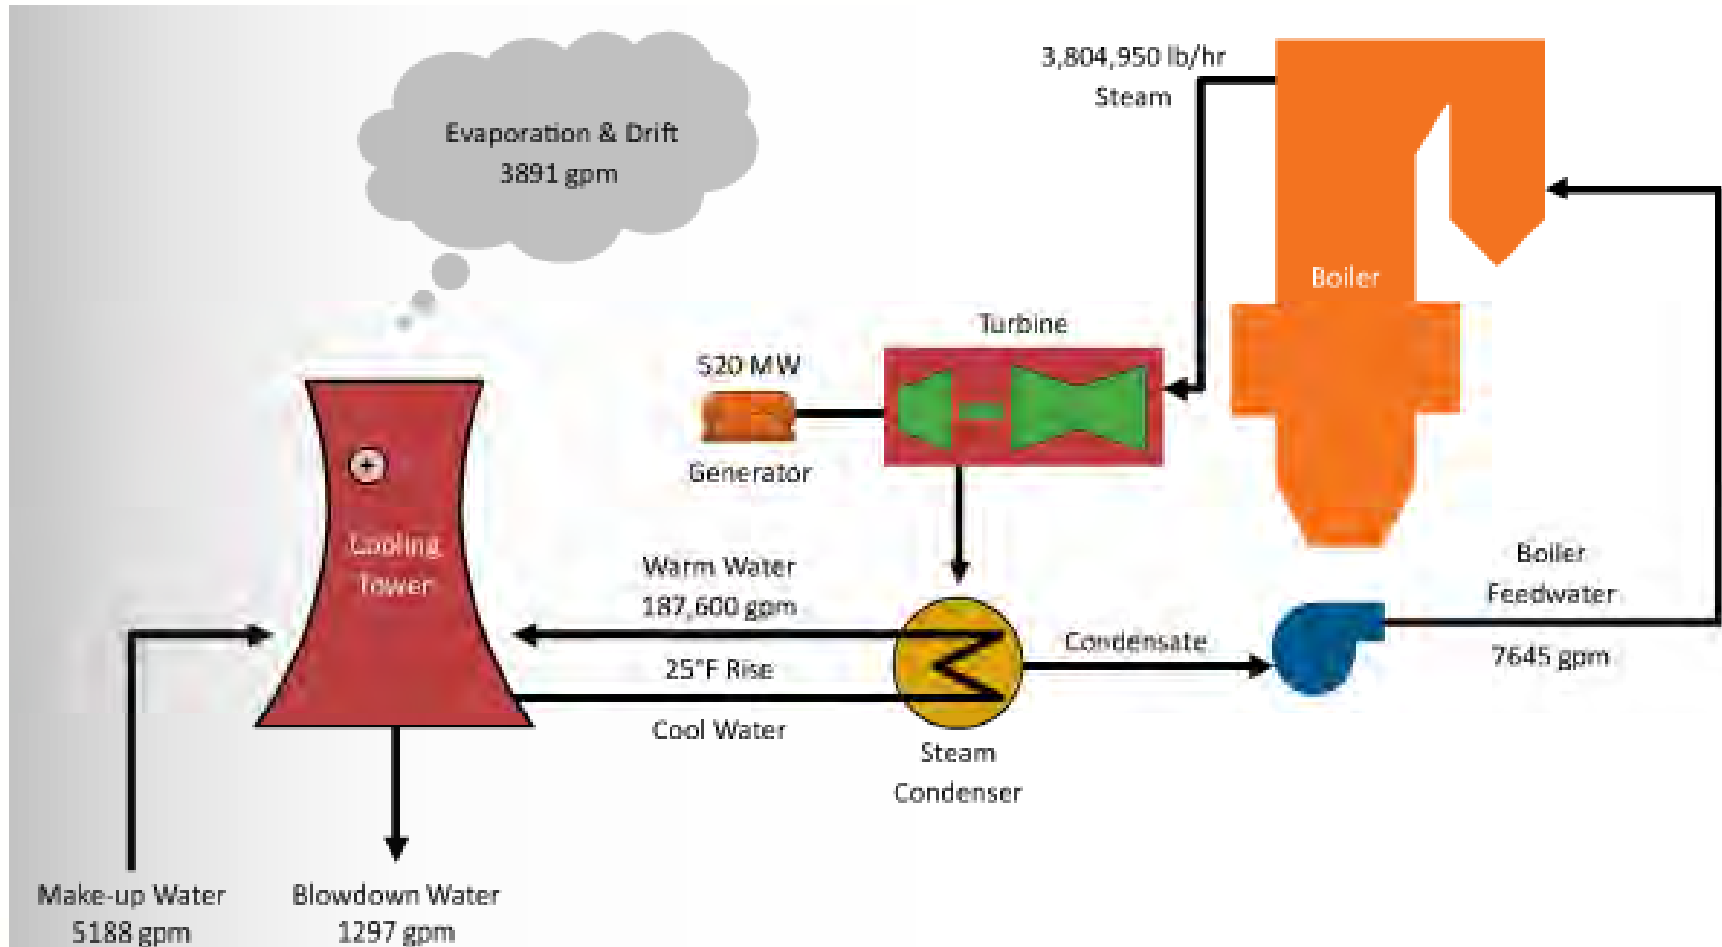 3,804,950 lb/hr
Steam
Evaporation & Drift
3891 gpm
Boiler
Turbine
520 MW
Generator
+
Cooling
Tower
Warm Water
187,600 gpm
25°F Rise
Cool Water
Steam
Condenser
Condensate
Boiler
Feedwater
7645 gpm
Make-up Water
5188 gpm
Blowdown Water
1297 gpm